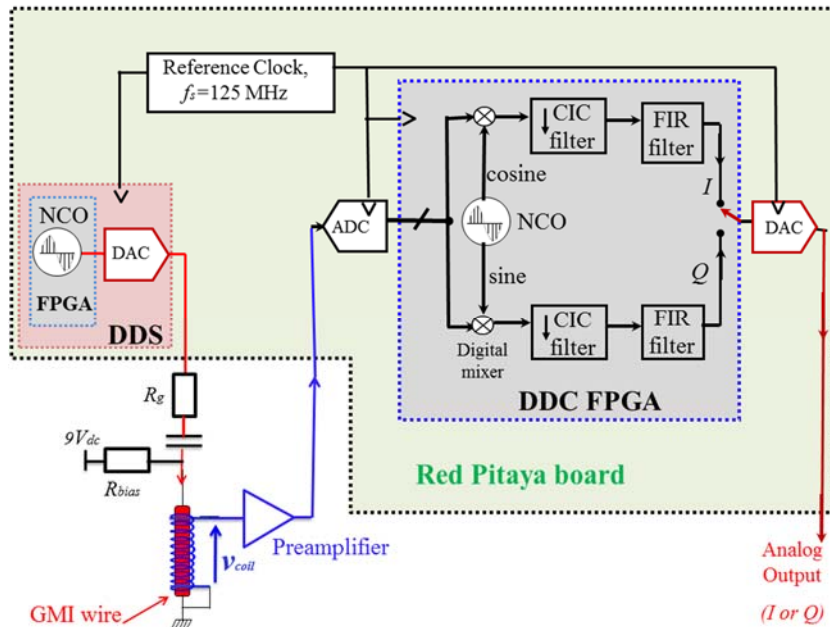 Reference Clock,
fs=125 MHz
NCO
DAC
FPGA
DDS
ADC
cosine
NCO
sine
Digital
mixer
CIC
filter
FIR
filter
I
Q
CIC
filter
FIR
filter
DDC FPGA
DAC
Rg
9Vdc
Rbias
Red Pitaya board
Preamplifier
vcoil
GMI wire
Analog
Output
(I or Q)